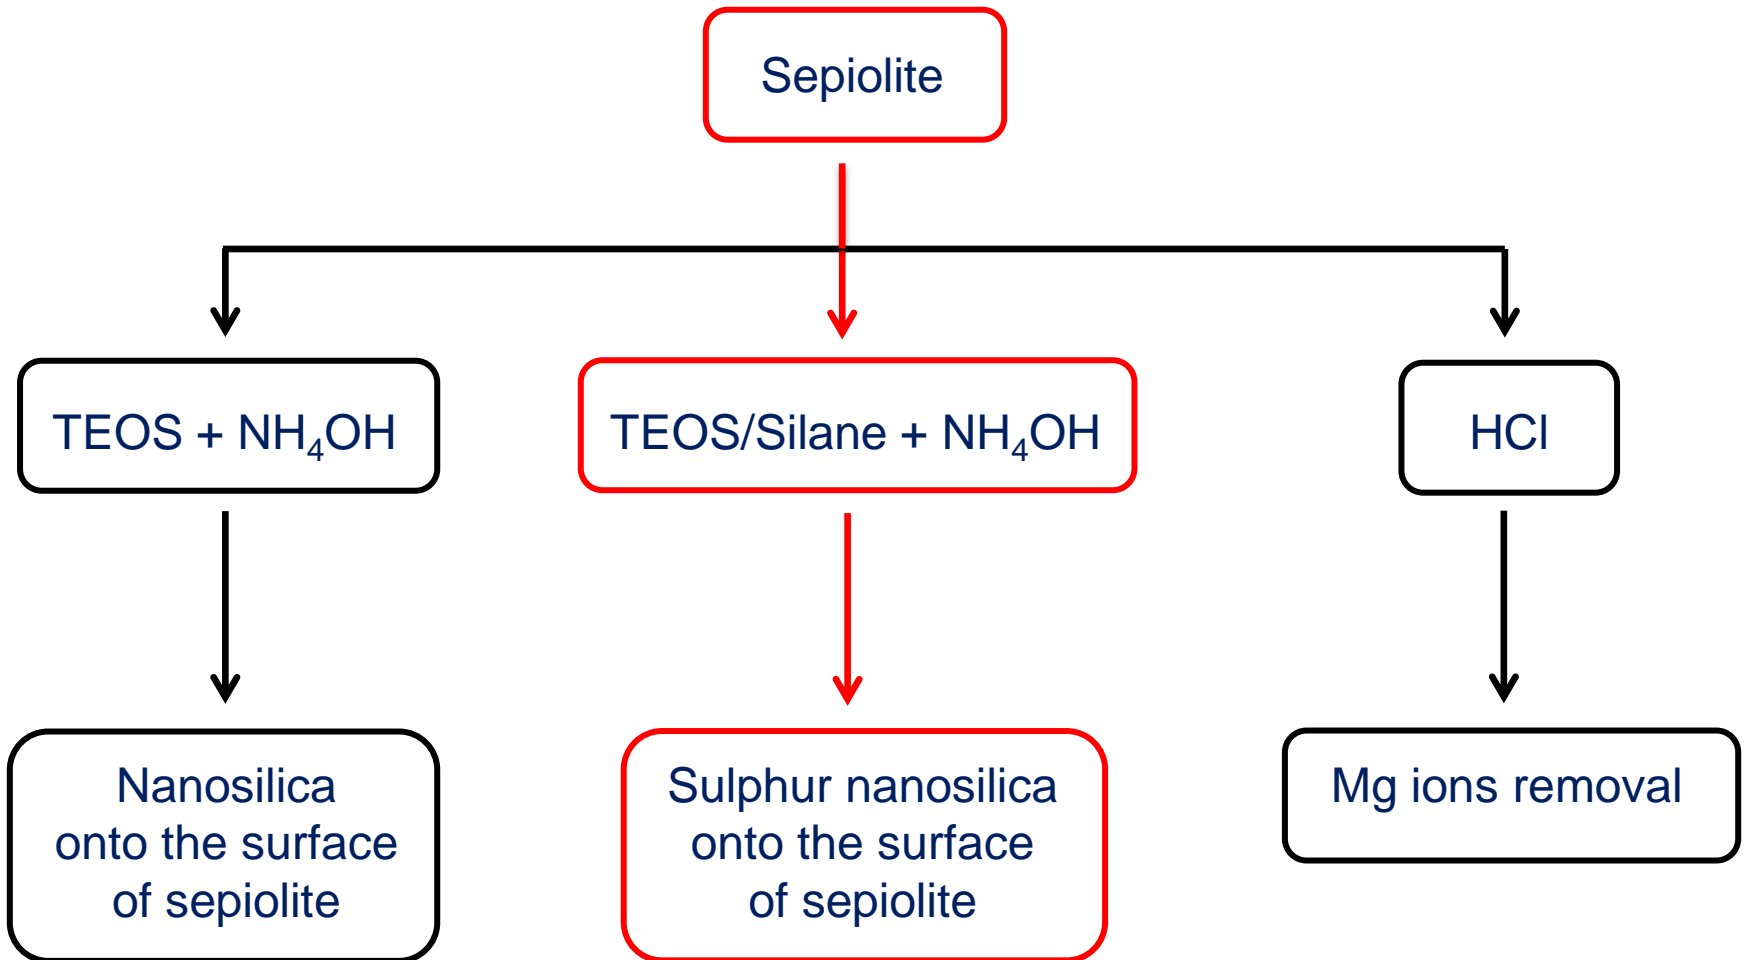 Sepiolite
TEOS + NH₄OH
TEOS/Silane + NH₄OH
HCl
Nanosilica
onto the surface
of sepiolite
Sulphur nanosilica
onto the surface
of sepiolite
Mg ions removal